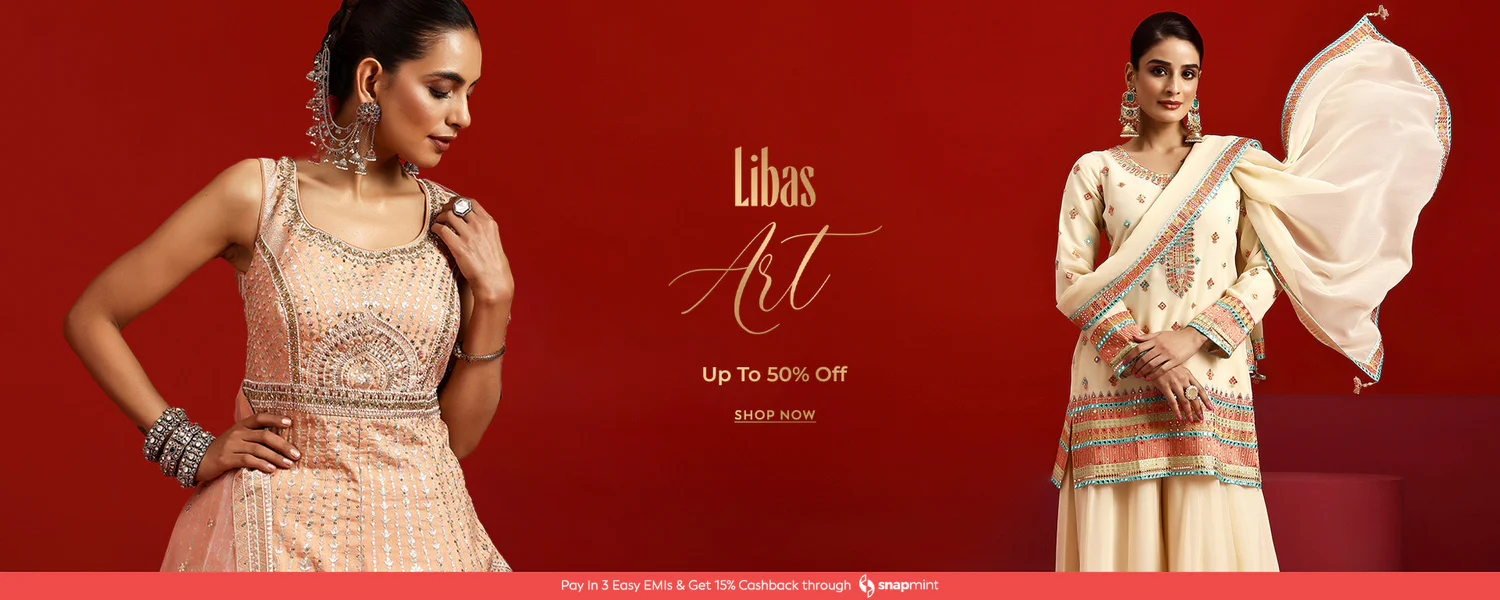 Libas
Art
Up To 50% Off
SHOP NOW
Pay In 3 Easy EMIs & Get 15% Cashback through snapmint